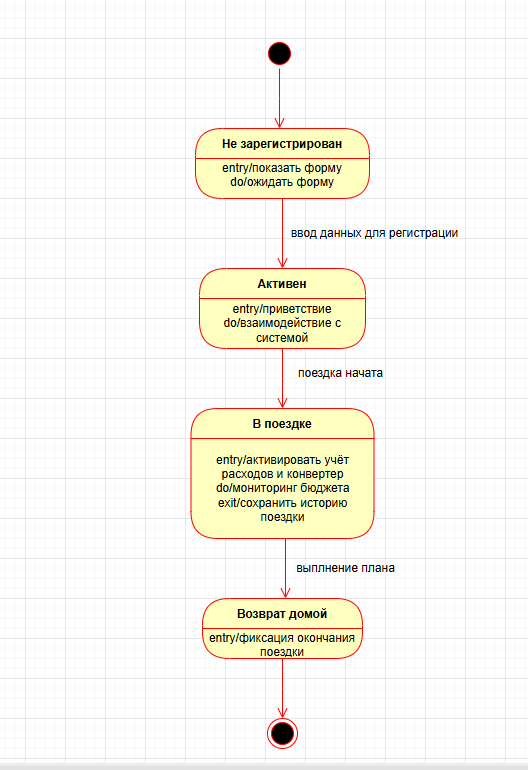 Не зарегистрирован
entry/показать форму
do/ожидать форму
ввод данных для регистрации
Активен
entry/приветствие
do/взаимодействие с
системой
поездка начата
В поездке
entry/активировать учёт
расходов и конвертер
do/мониторинг бюджета
exit/сохранить историю
поездки
выплнение плана
Возврат домой
entry/фиксация окончания
поездки